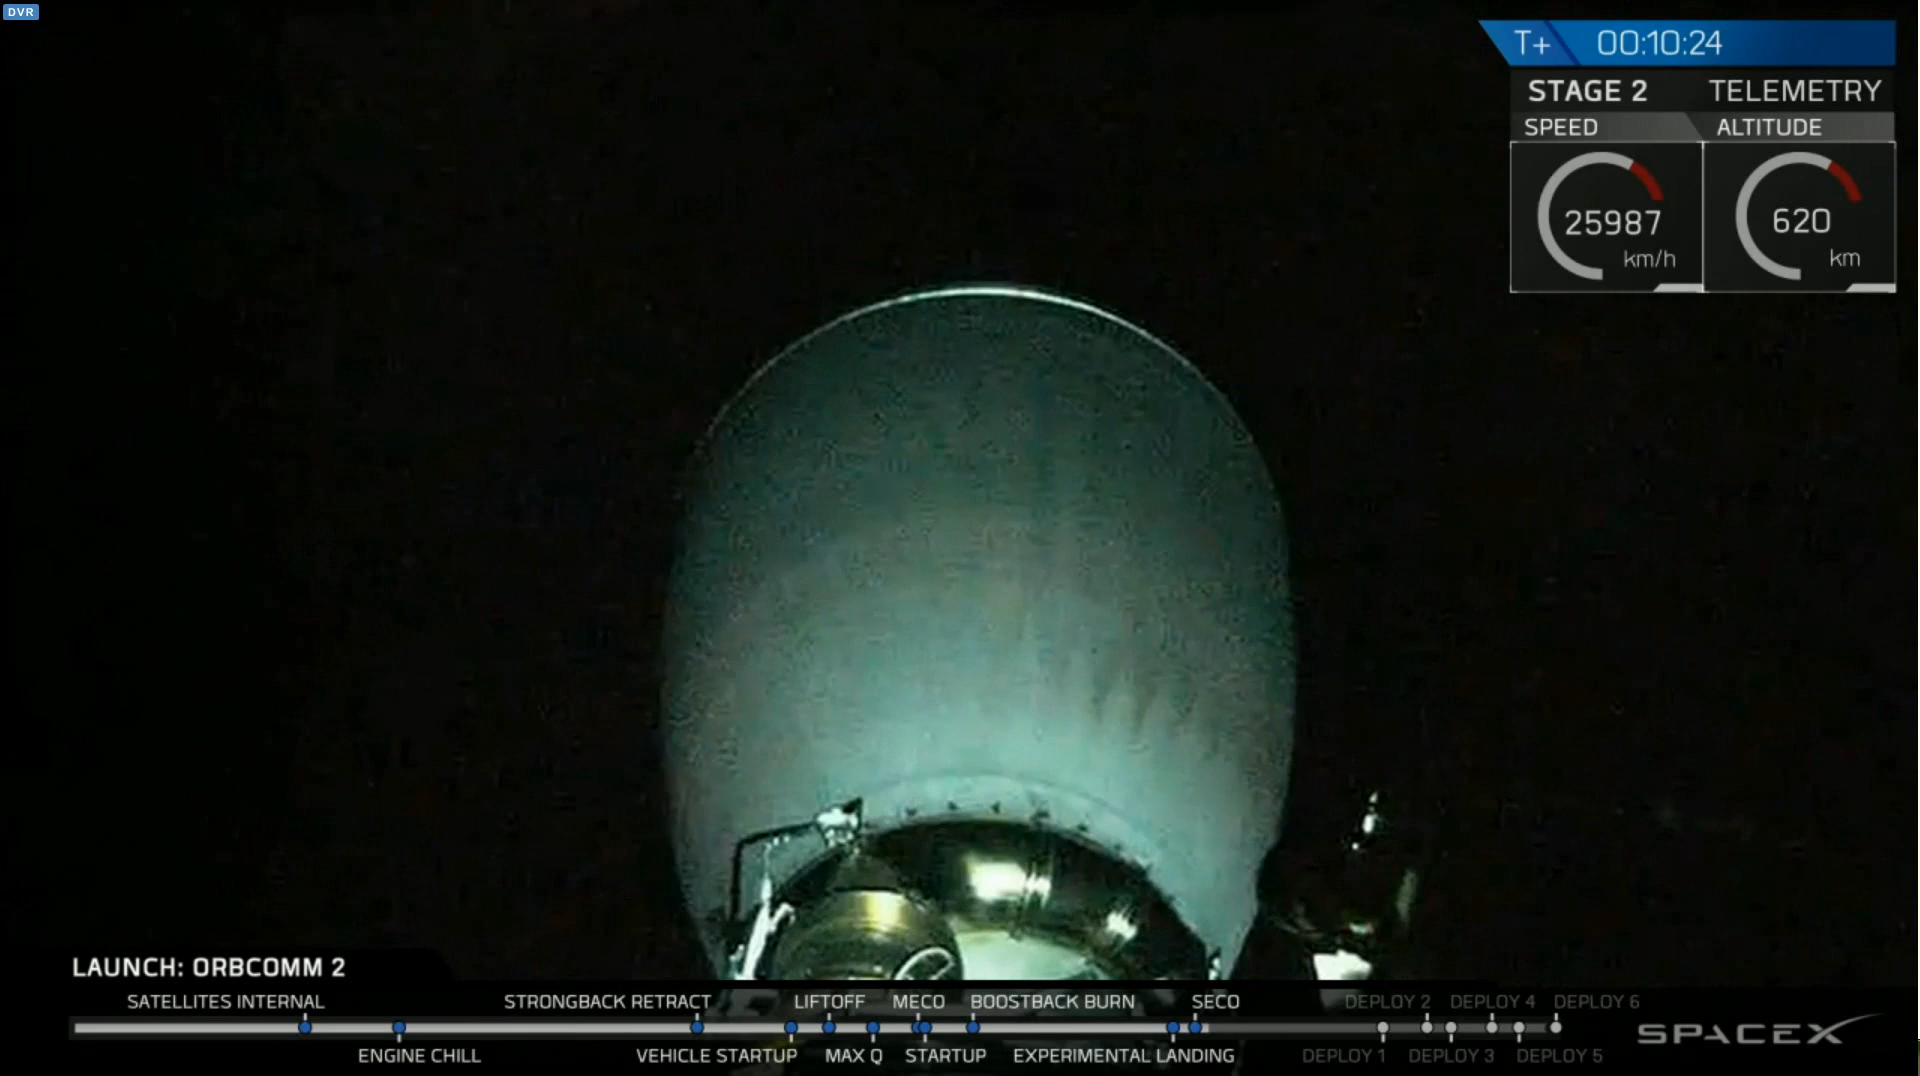 DVR
T+ 00:10:24
STAGE 2 TELEMETRY
SPEED ALTITUDE
25987 620
km/h km
LAUNCH: ORBCOMM 2
SATELLITES INTERNAL STRONGBACK RETRACT LIFTOFF MECO BOOSTBACK BURN SECO DEPLOY 2 DEPLOY 4 DEPLOY 6
ENGINE CHILL VEHICLE STARTUP MAX Q STARTUP EXPERIMENTAL LANDING DEPLOY 1 DEPLOY 3 DEPLOY 5
SPACEX